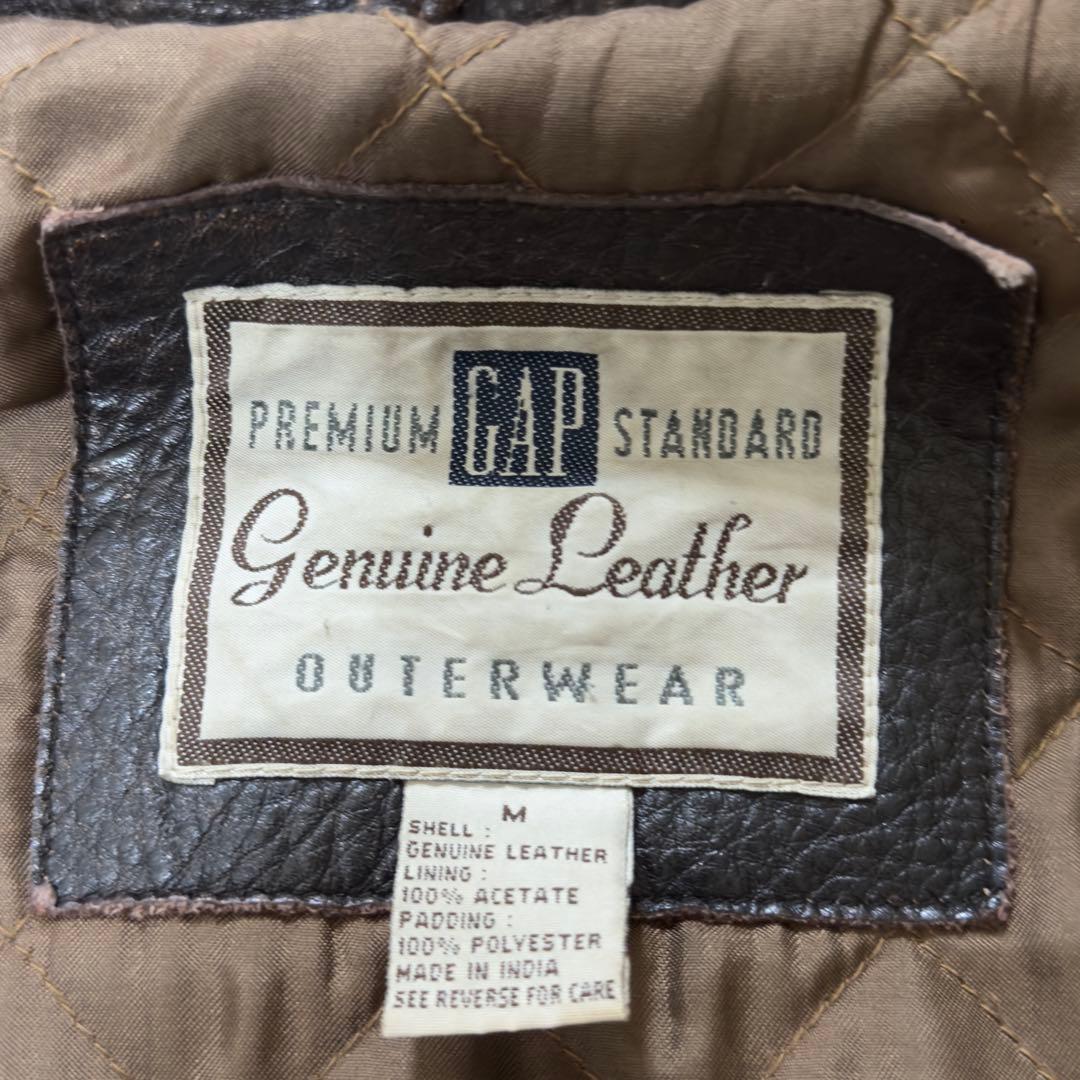 PREMIUM GAP STANDARD
Genuine Leather
OUTERWEAR
M
SHELL :
GENUINE LEATHER
LINING :
100% ACETATE
PADDING :
100% POLYESTER
MADE IN INDIA
SEE REVERSE FOR CARE